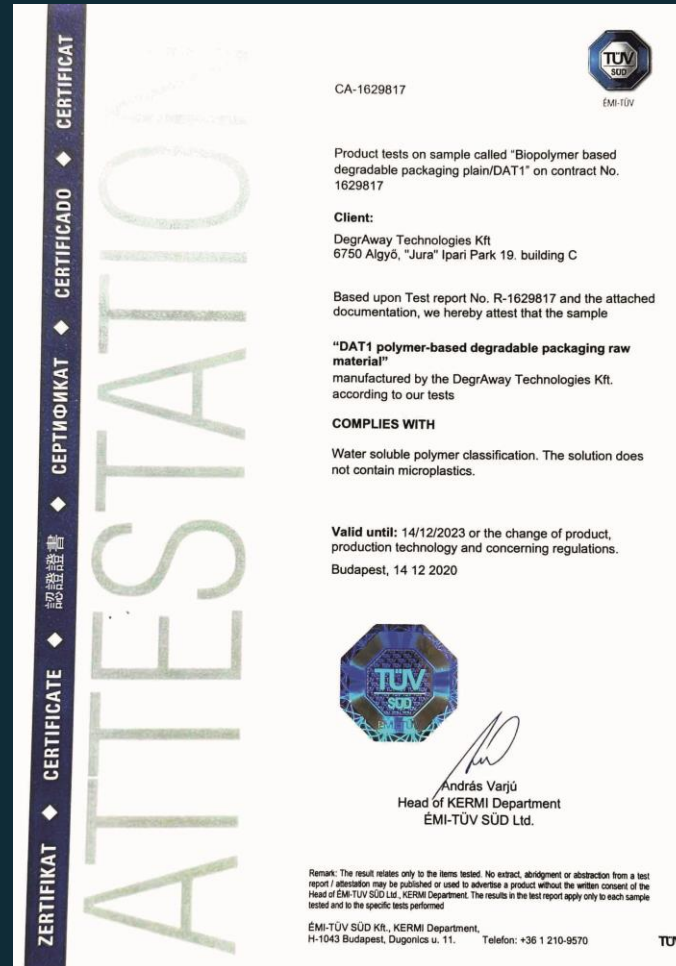 ZERTIFIKAT ◆ CERTIFICATE ◆ 認證證書 ◆ СЕРТИФИКАТ ◆ CERTIFICADO ◆ CERTIFICAT
ATTESTATION
TÜV
SÜD
ÉMI-TÜV
CA-1629817
Product tests on sample called "Biopolymer based
degradable packaging plain/DAT1" on contract No.
1629817
Client:
DegrAway Technologies Kft
6750 Algyő, "Jura" Ipari Park 19. building C
Based upon Test report No. R-1629817 and the attached
documentation, we hereby attest that the sample
"DAT1 polymer-based degradable packaging raw
material"
manufactured by the DegrAway Technologies Kft.
according to our tests
COMPLIES WITH
Water soluble polymer classification. The solution does
not contain microplastics.
Valid until: 14/12/2023 or the change of product,
production technology and concerning regulations.
Budapest, 14 12 2020
TÜV
SÜD
ÉMI-TÜV
András Varjú
Head of KERMI Department
ÉMI-TÜV SÜD Ltd.
Remark: The result relates only to the items tested. No extract, abridgment or abstraction from a test
report / attestation may be published or used to advertise a product without the written consent of the
Head of ÉMI-TÜV SÜD Ltd., KERMI Department. The results in the test report apply only to each sample
tested and to the specific tests performed
ÉMI-TÜV SÜD Kft., KERMI Department,
H-1043 Budapest, Dugonics u. 11. Telefon: +36 1 210-9570